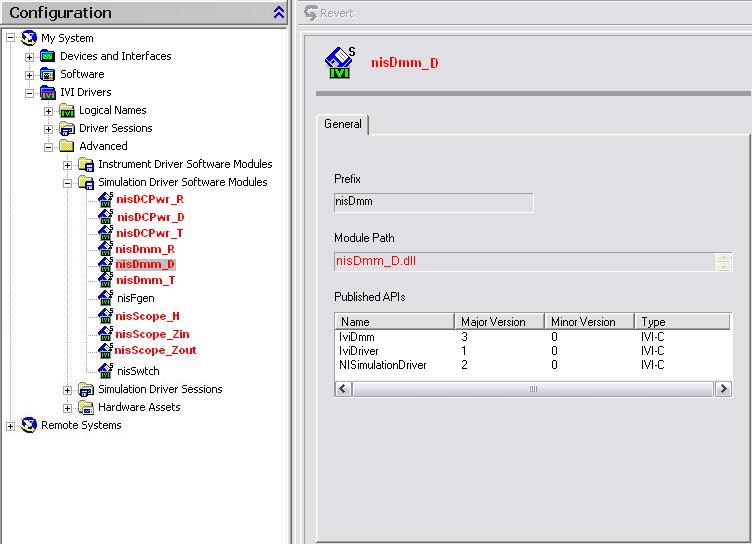 Configuration
My System
Devices and Interfaces
Software
IVI Drivers
Logical Names
Driver Sessions
Advanced
Instrument Driver Software Modules
Simulation Driver Software Modules
nisDCPwr_R
nisDCPwr_D
nisDCPwr_T
nisDmm_R
nisDmm_D
nisDmm_T
nisFgen
nisScope_H
nisScope_Zin
nisScope_Zout
nisSwtch
Simulation Driver Sessions
Hardware Assets
Remote Systems
Revert
S
IVI
nisDmm_D
General
Prefix
nisDmm
Module Path
nisDmm_D.dll
Published APIs
Name Major Version Minor Version Type
IviDmm 3 0 IVI-C
IviDriver 1 0 IVI-C
NISimulationDriver 2 0 IVI-C